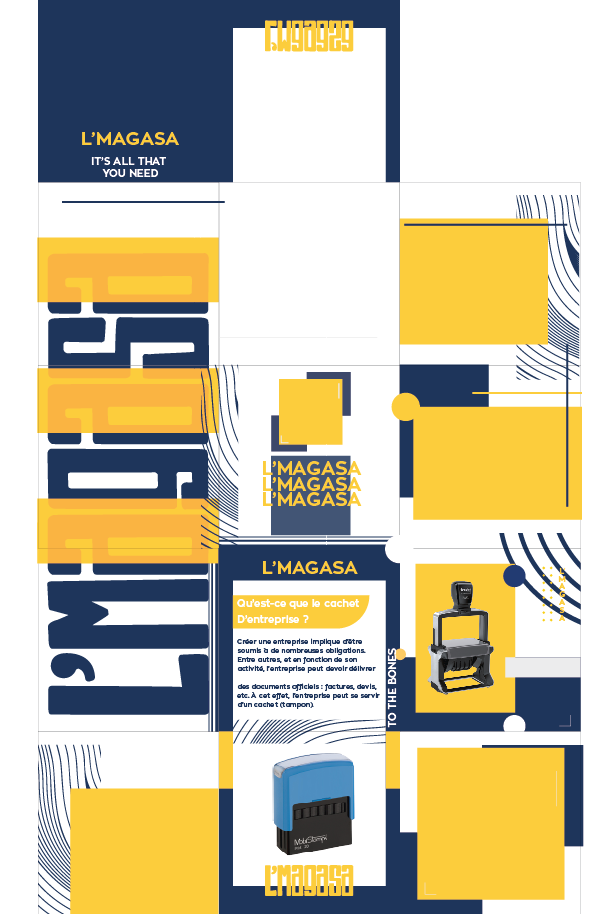 L'magasa
L'MAGASA
IT'S ALL THAT
YOU NEED
L'MAGASA
L'MAGASA
L'MAGASA
L'MAGASA
L'MAGASA
Qu'est-ce que le cachet
D'entreprise ?
Créer une entreprise implique d'être
soumis à de nombreuses obligations.
Entre autres, et en fonction de son
activité, l'entreprise peut devoir délivrer
des documents officiels : factures, devis,
etc. À cet effet, l'entreprise peut se servir
d'un cachet (tampon).
TO THE BONES
L'MAGASA
MobiStamps
L'magasa